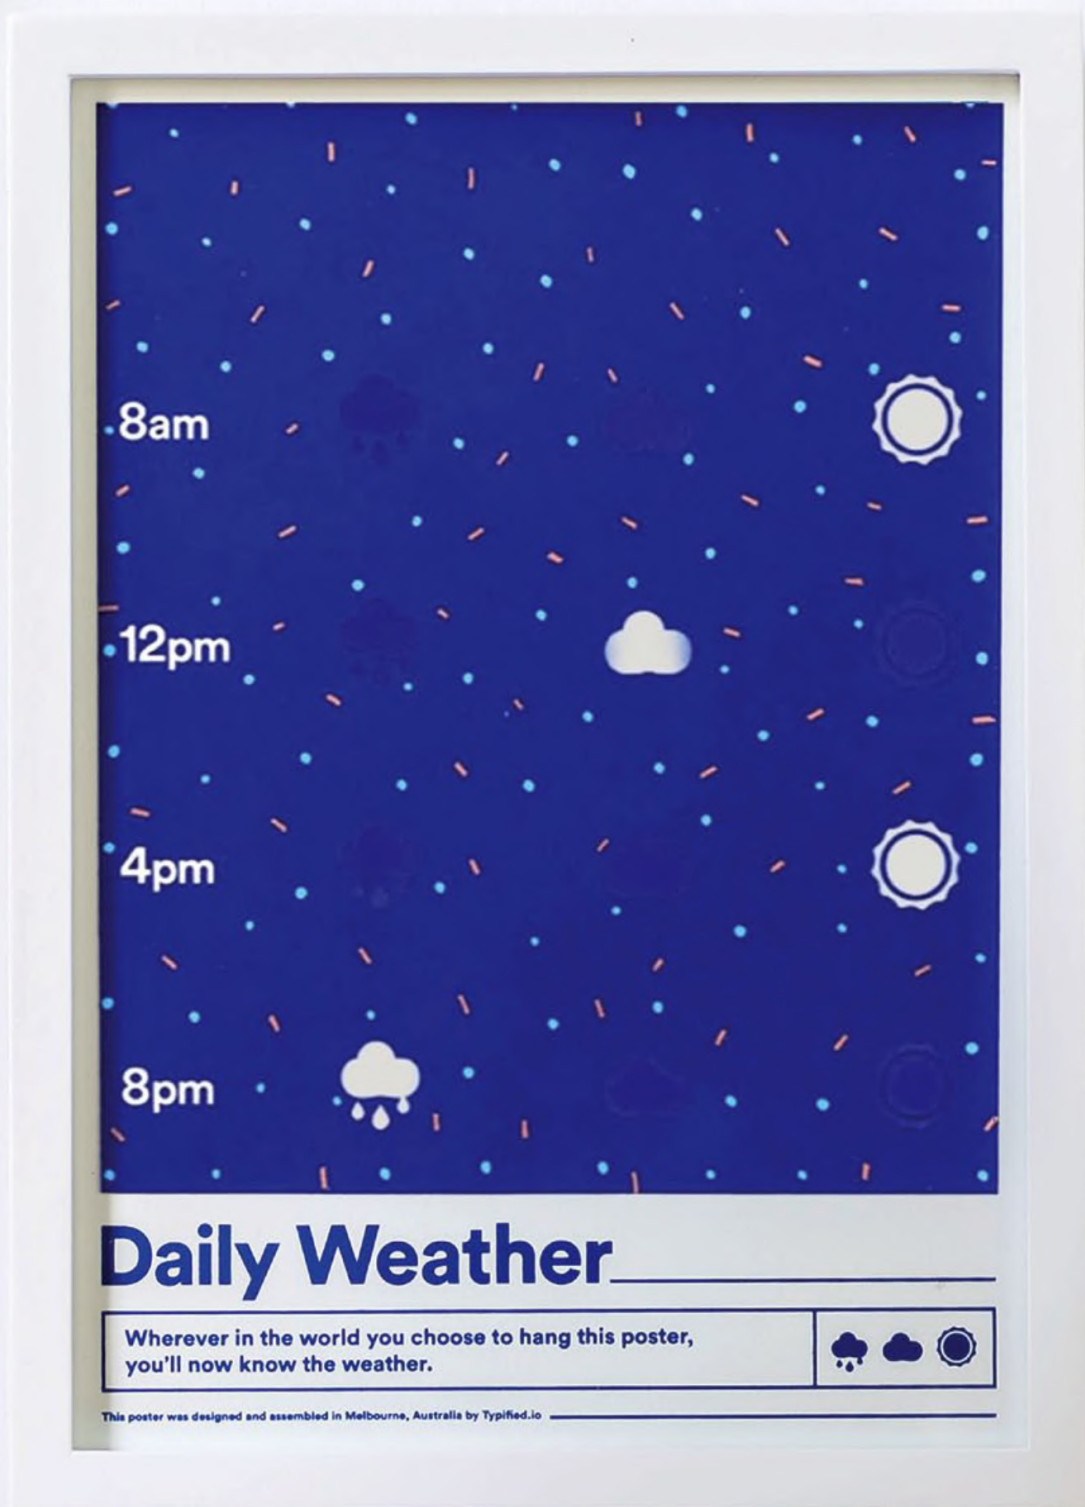 8am
12pm
4pm
8pm
Daily Weather
Wherever in the world you choose to hang this poster,
you'll now know the weather.
This poster was designed and assembled in Melbourne, Australia by Typified.io